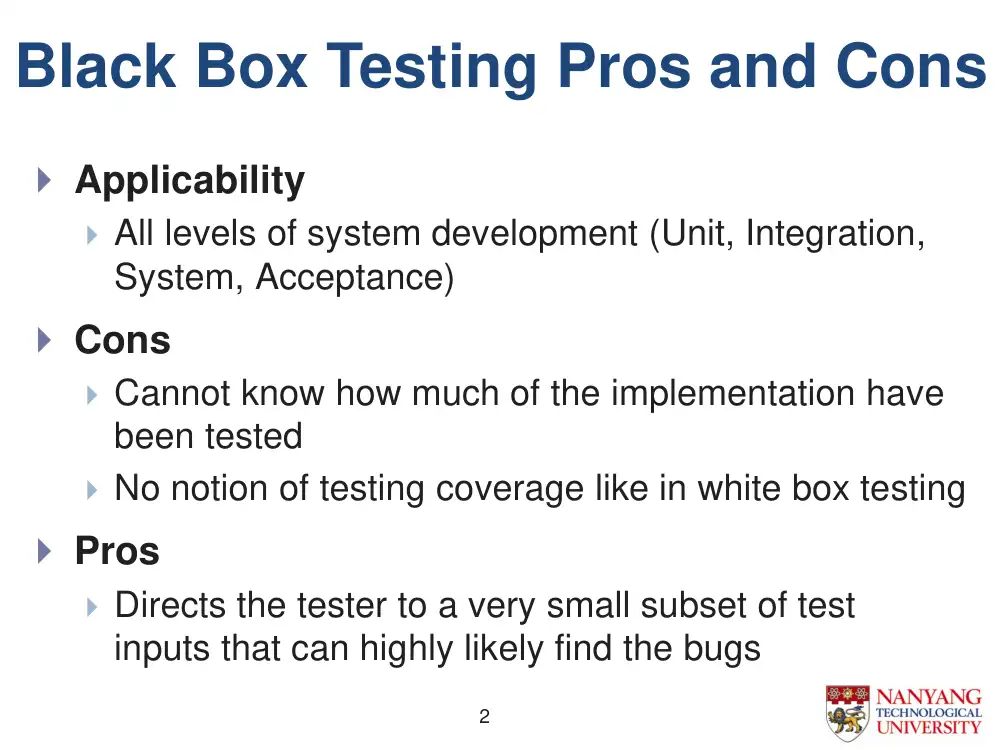 Black Box Testing Pros and Cons
Applicability
All levels of system development (Unit, Integration,
System, Acceptance)
Cons
Cannot know how much of the implementation have
been tested
No notion of testing coverage like in white box testing
Pros
Directs the tester to a very small subset of test
inputs that can highly likely find the bugs
2
NANYANG
TECHNOLOGICAL
UNIVERSITY